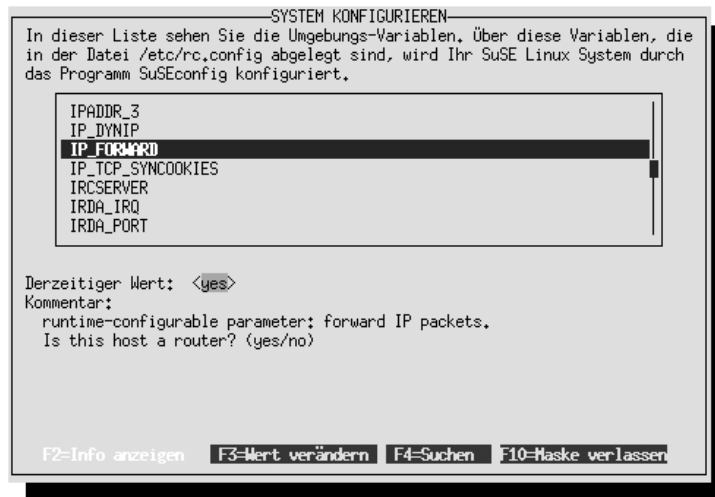 SYSTEM KONFIGURIEREN
In dieser Liste sehen Sie die Umgebungs-Variablen. Über diese Variablen, die
in der Datei /etc/rc.config abgelegt sind, wird Ihr SuSE Linux System durch
das Programm SuSEconfig konfiguriert.
IPADDR_3
IP_DYNIP
IP_FORWARD
IP_TCP_SYNCOOKIES
IRCSERVER
IRDA_IRQ
IRDA_PORT
Derzeitiger Wert: <yes>
Kommentar:
runtime-configurable parameter: forward IP packets.
Is this host a router? (yes/no)
F2=Info anzeigen F3=Wert verändern F4=Suchen F10=Maske verlassen